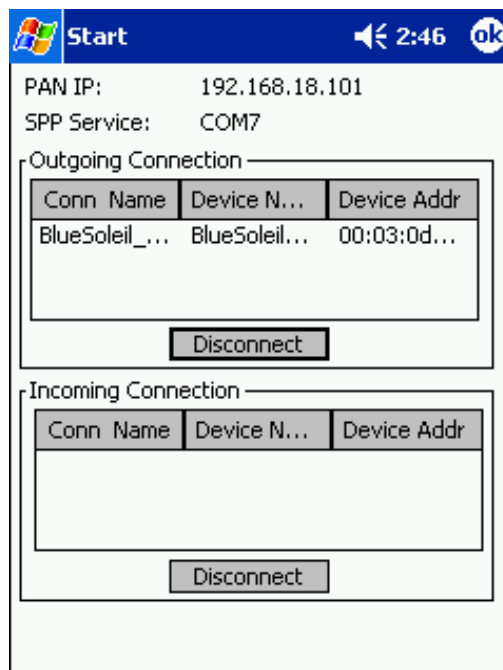 Start 2:46 ok
PAN IP: 192.168.18.101
SPP Service: COM7
Outgoing Connection
Conn Name Device N... Device Addr
BlueSoleil_... BlueSoleil... 00:03:0d...
Disconnect
Incoming Connection
Conn Name Device N... Device Addr
Disconnect